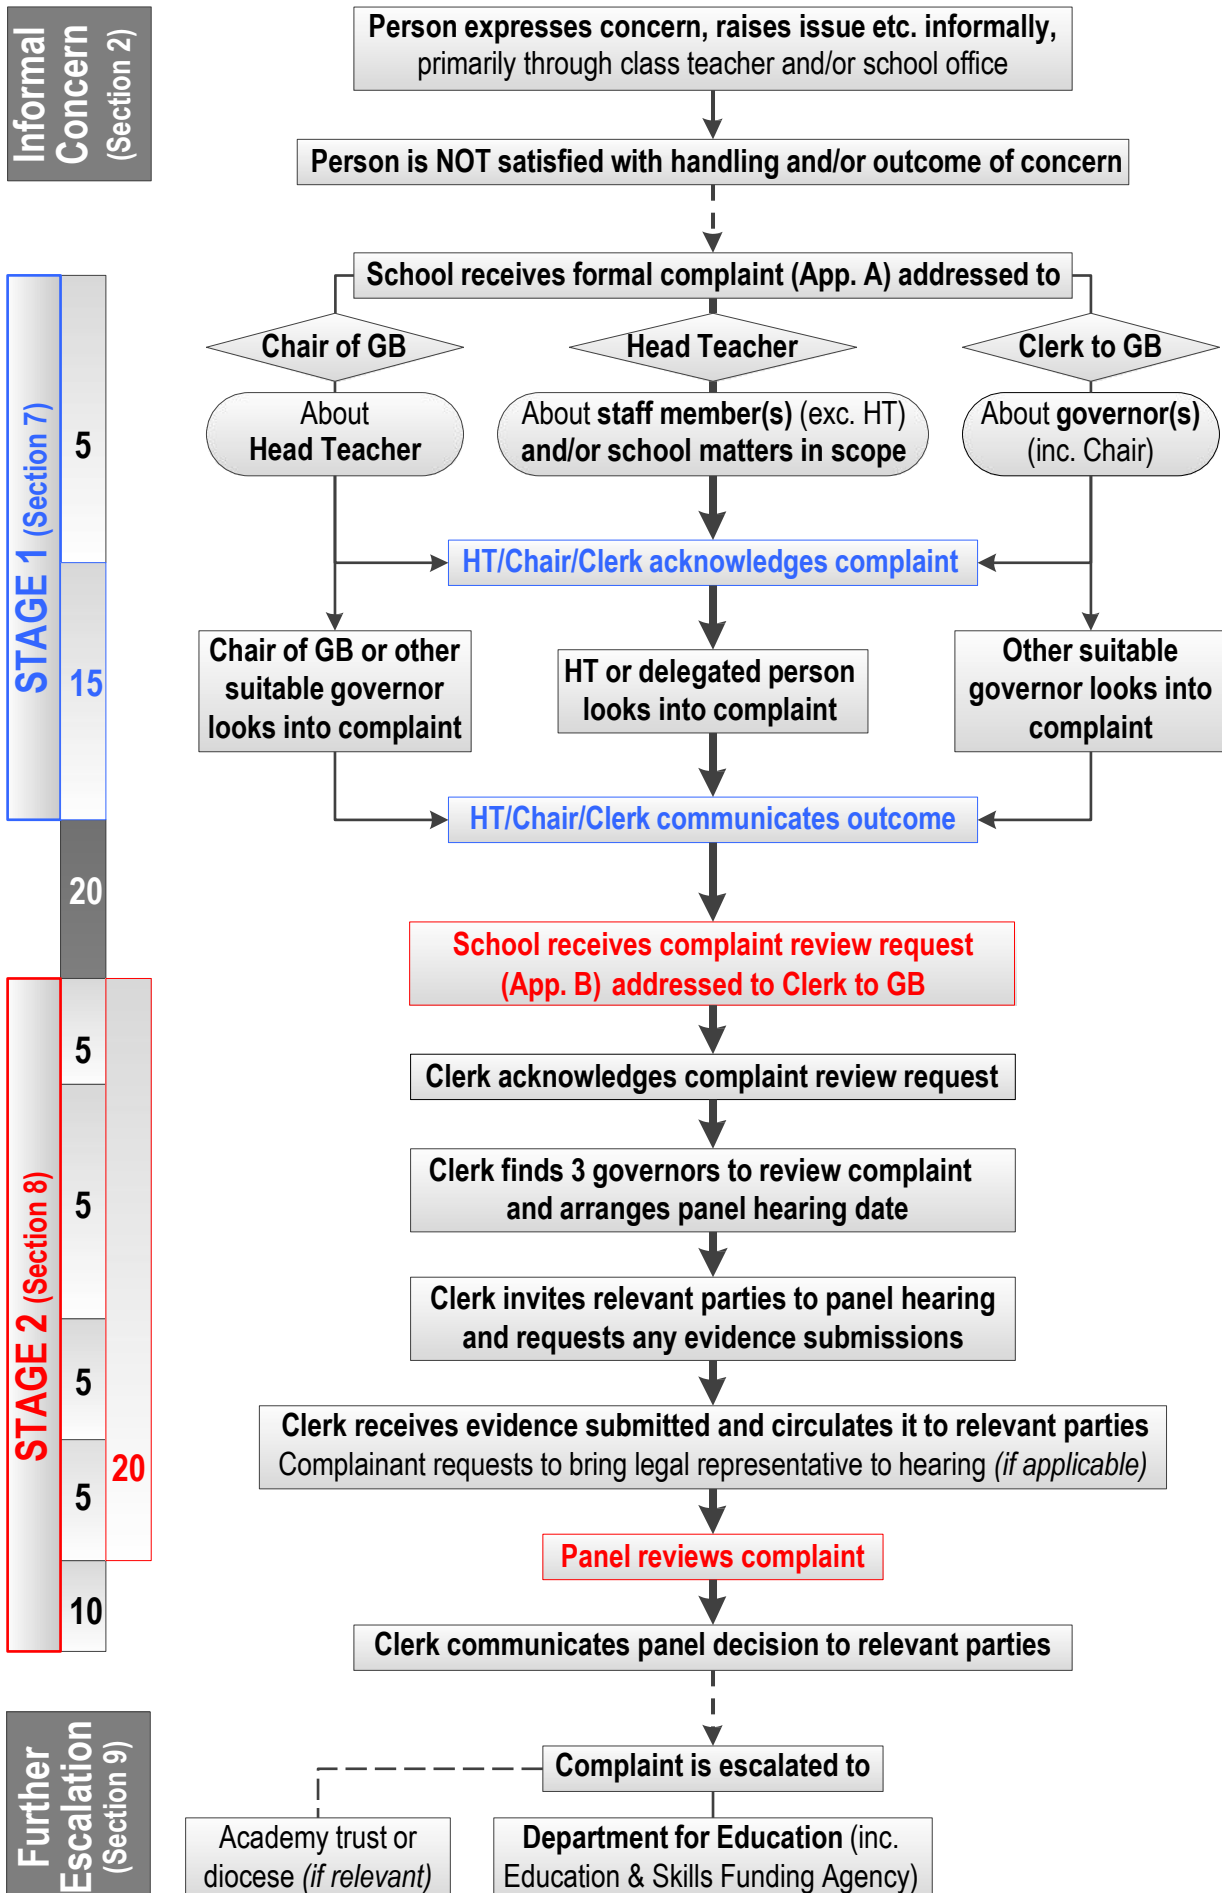 Informal
Concern
(Section 2)
Person expresses concern, raises issue etc. informally,
primarily through class teacher and/or school office
Person is NOT satisfied with handling and/or outcome of concern
STAGE 1 (Section 7)
5
15
School receives formal complaint (App. A) addressed to
Chair of GB
Head Teacher
Clerk to GB
About
Head Teacher
About staff member(s) (exc. HT)
and/or school matters in scope
About governor(s)
(inc. Chair)
HT/Chair/Clerk acknowledges complaint
Chair of GB or other
suitable governor
looks into complaint
HT or delegated person
looks into complaint
Other suitable
governor looks into
complaint
HT/Chair/Clerk communicates outcome
20
School receives complaint review request
(App. B) addressed to Clerk to GB
STAGE 2 (Section 8)
5
5
5
5
10
20
Clerk acknowledges complaint review request
Clerk finds 3 governors to review complaint
and arranges panel hearing date
Clerk invites relevant parties to panel hearing
and requests any evidence submissions
Clerk receives evidence submitted and circulates it to relevant parties
Complainant requests to bring legal representative to hearing (if applicable)
Panel reviews complaint
Clerk communicates panel decision to relevant parties
Further
Escalation
(Section 9)
Complaint is escalated to
Academy trust or
diocese (if relevant)
Department for Education (inc.
Education & Skills Funding Agency)